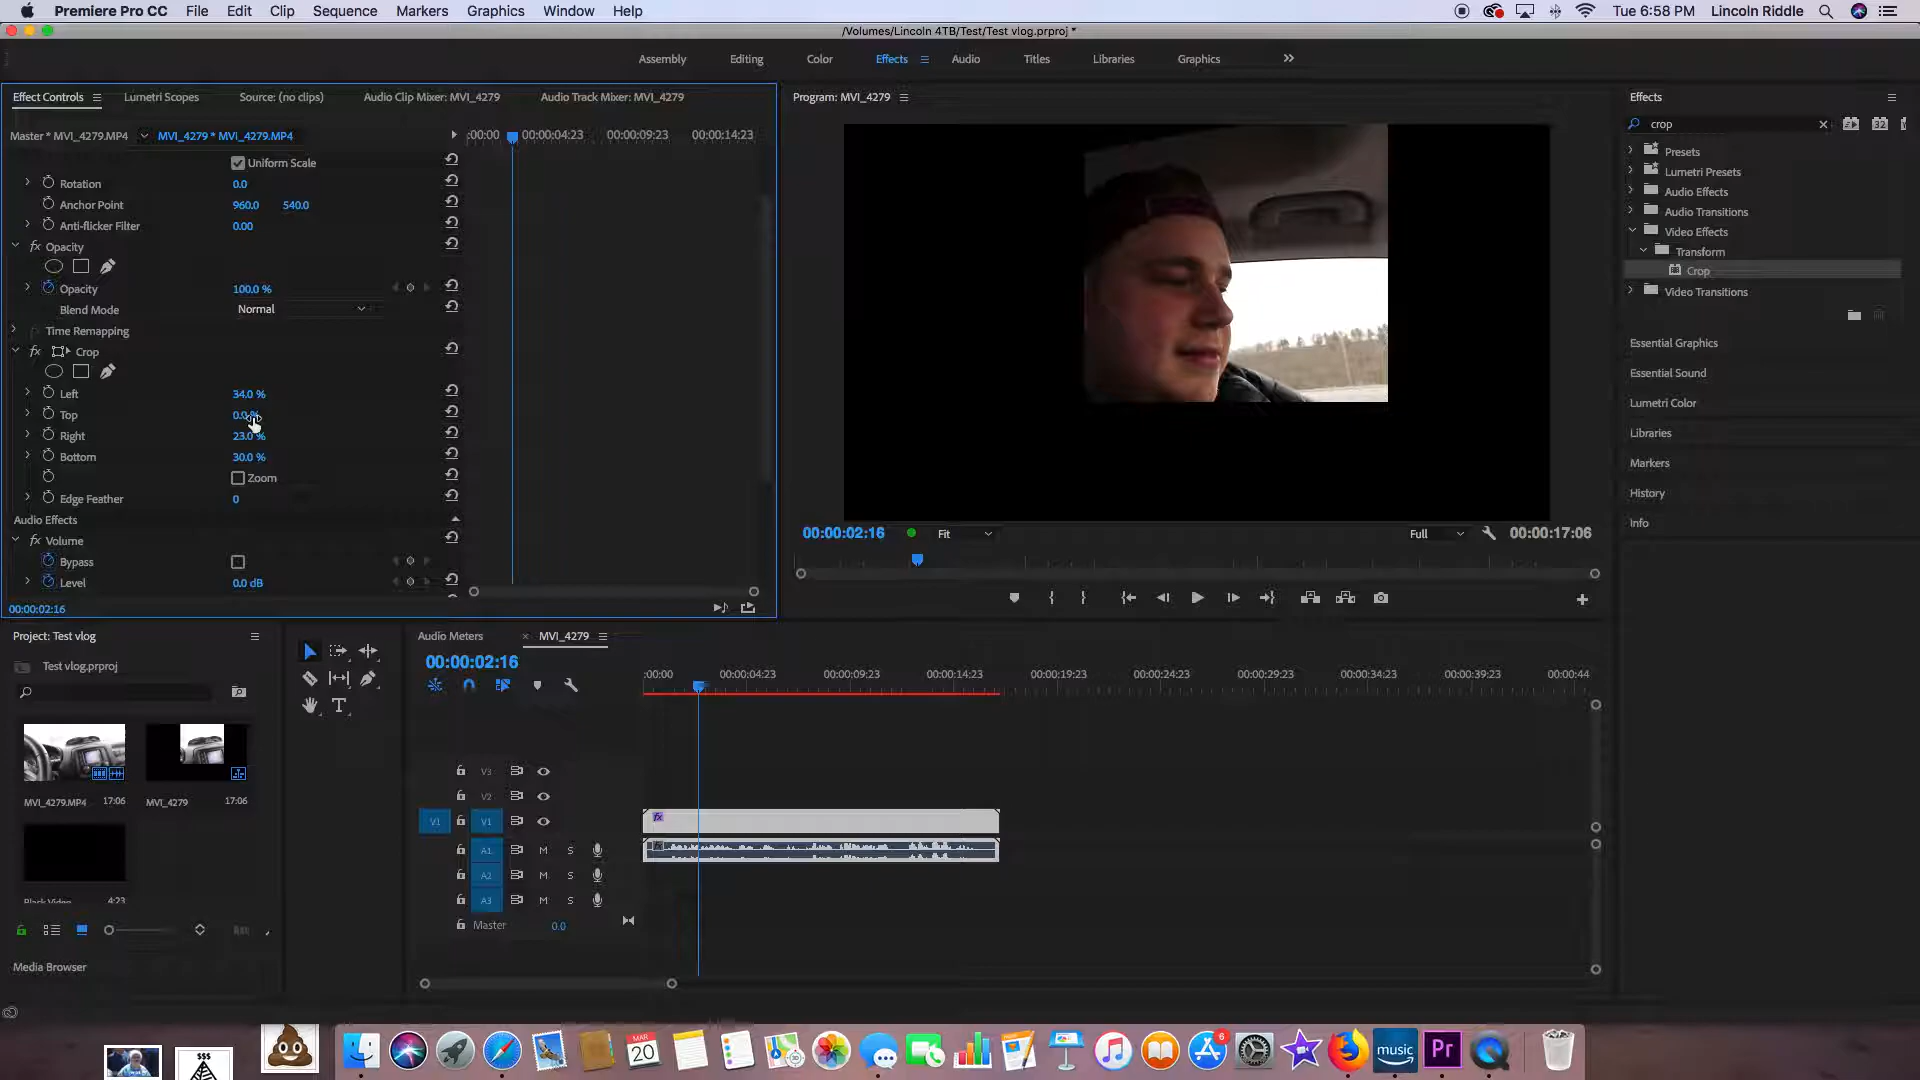 Premiere Pro CC File Edit Clip Sequence Markers Graphics Window Help Tue 6:58 PM Lincoln Riddle
/Volumes/Lincoln 4TB/Test/Test vlog.prproj *
Assembly Editing Color Effects Audio Titles Libraries Graphics
Effect Controls Lumetri Scopes Source: (no clips) Audio Clip Mixer: MVI_4279 Audio Track Mixer: MVI_4279
Master * MVI_4279.MP4 MVI_4279 * MVI_4279.MP4
:00:00 00:00:04:23 00:00:09:23 00:00:14:23
Uniform Scale
Rotation 0.0
Anchor Point 960.0 540.0
Anti-flicker Filter 0.00
fx Opacity
Opacity 100.0 %
Blend Mode Normal
Time Remapping
fx Crop
Left 34.0 %
Top
Right 23.0 %
Bottom 30.0 %
Zoom
Edge Feather 0
Audio Effects
fx Volume
Bypass
Level 0.0 dB
00:00:02:16
Program: MVI_4279
00:00:02:16 Fit Full 00:00:17:06
Effects
crop
32
Presets
Lumetri Presets
Audio Effects
Audio Transitions
Video Effects
Transform
Crop
Video Transitions
Essential Graphics
Essential Sound
Lumetri Color
Libraries
Markers
History
Info
Project: Test vlog
Test vlog.prproj
MVI_4279.MP4 17:06 MVI_4279 17:06
Black Video 4:23
Media Browser
T
Audio Meters × MVI_4279
00:00:02:16
:00:00 00:00:04:23 00:00:09:23 00:00:14:23 00:00:19:23 00:00:24:23 00:00:29:23 00:00:34:23 00:00:39:23 00:00:44
V3
V2
V1 V1
fx
A1 M S
A2 M S
A3 M S
Master 0.0
$$$
MAR
20
6
music
Pr